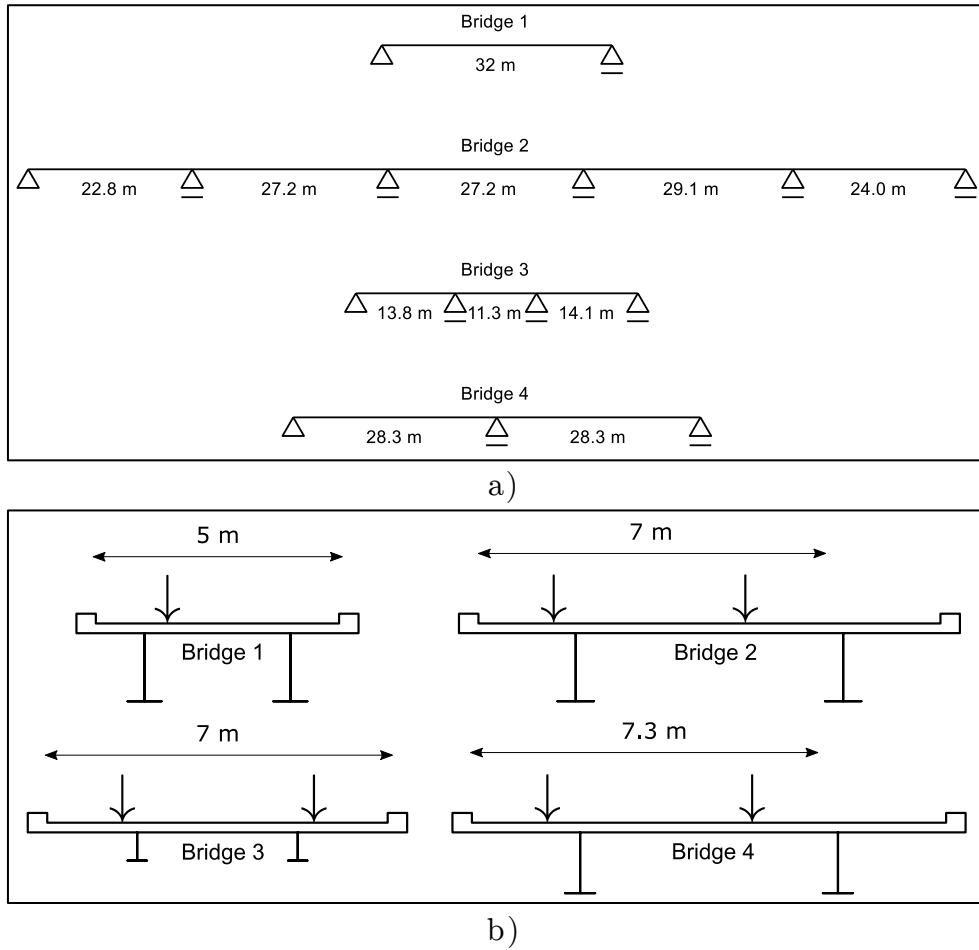 Bridge 1
32 m
Bridge 2
22.8 m 27.2 m 27.2 m 29.1 m 24.0 m
Bridge 3
13.8 m 11.3 m 14.1 m
Bridge 4
28.3 m 28.3 m
a)
5 m 7 m
Bridge 1 Bridge 2
7 m 7.3 m
Bridge 3 Bridge 4
b)